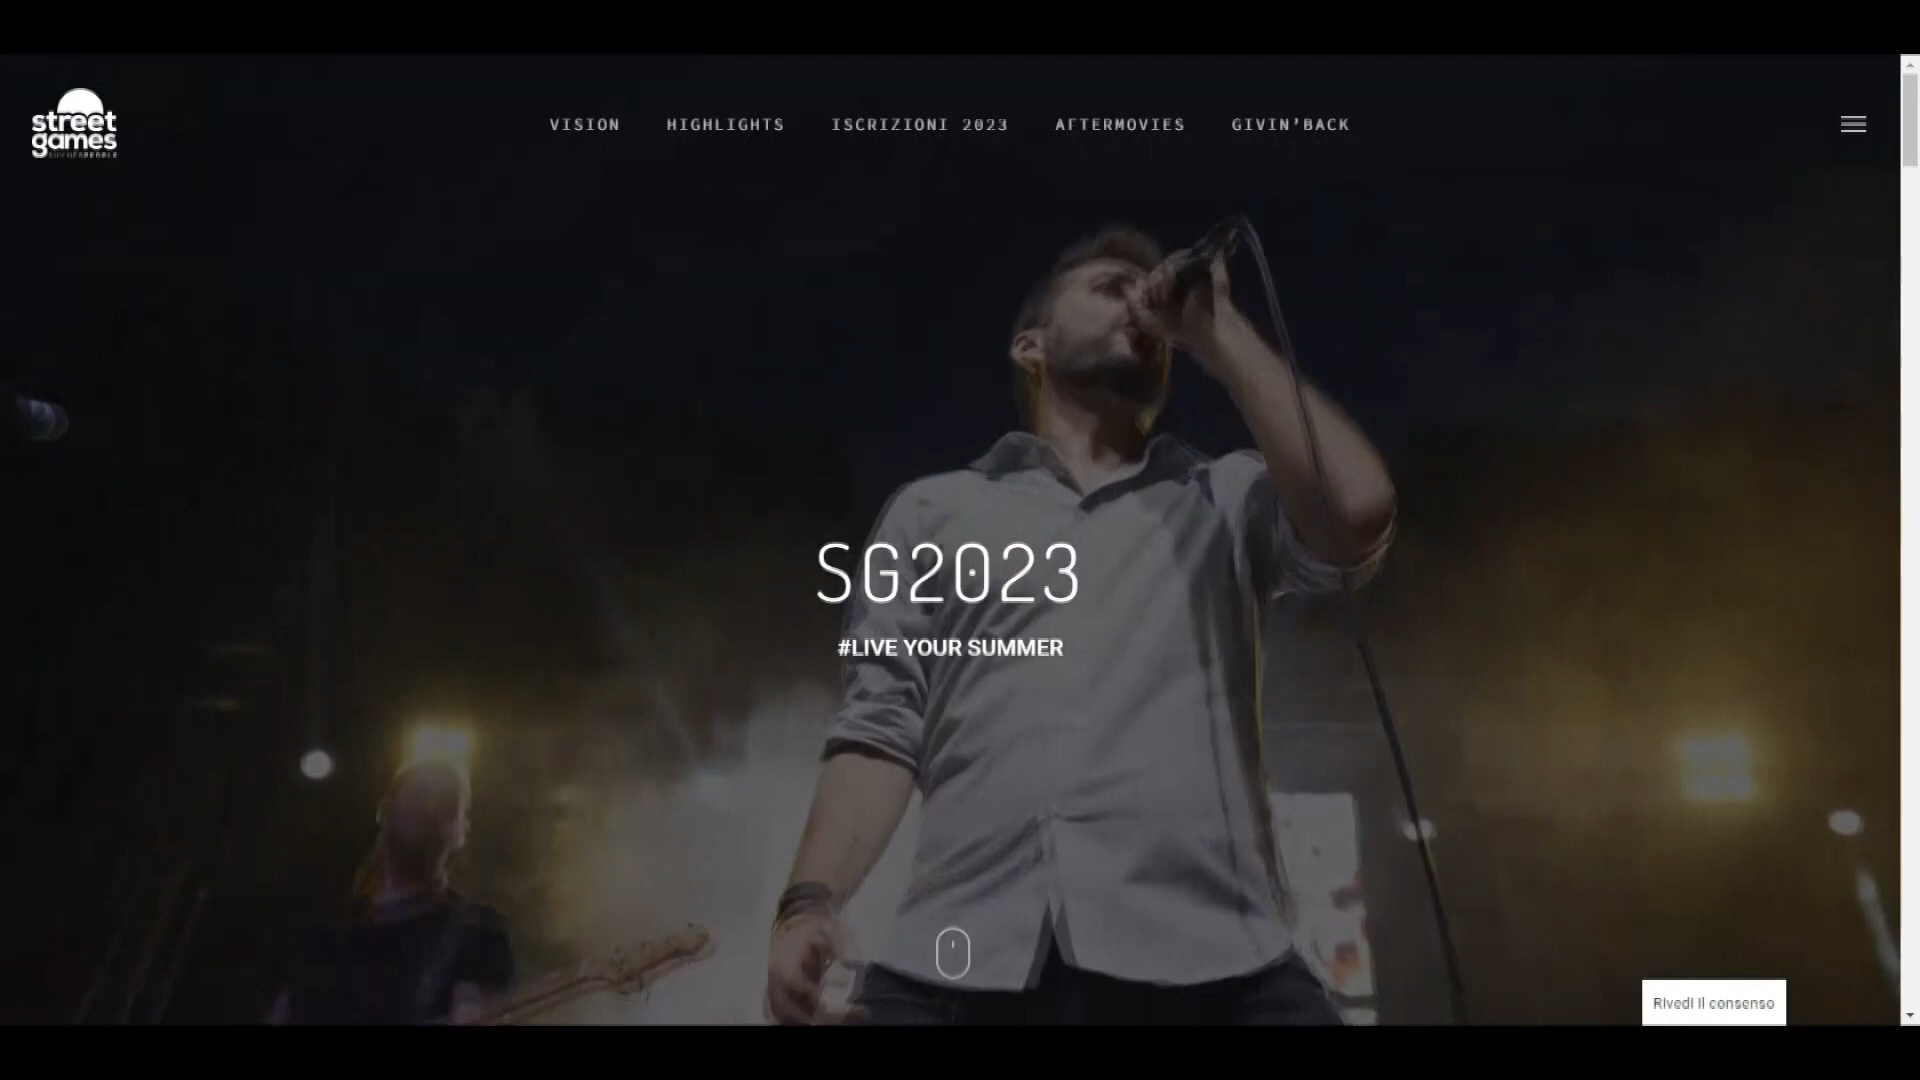 street
games
VISION
HIGHLIGHTS
ISCRIZIONI 2023
AFTERMOVIES
GIVIN'BACK
SG2023
#LIVE YOUR SUMMER
Rivedi il consenso